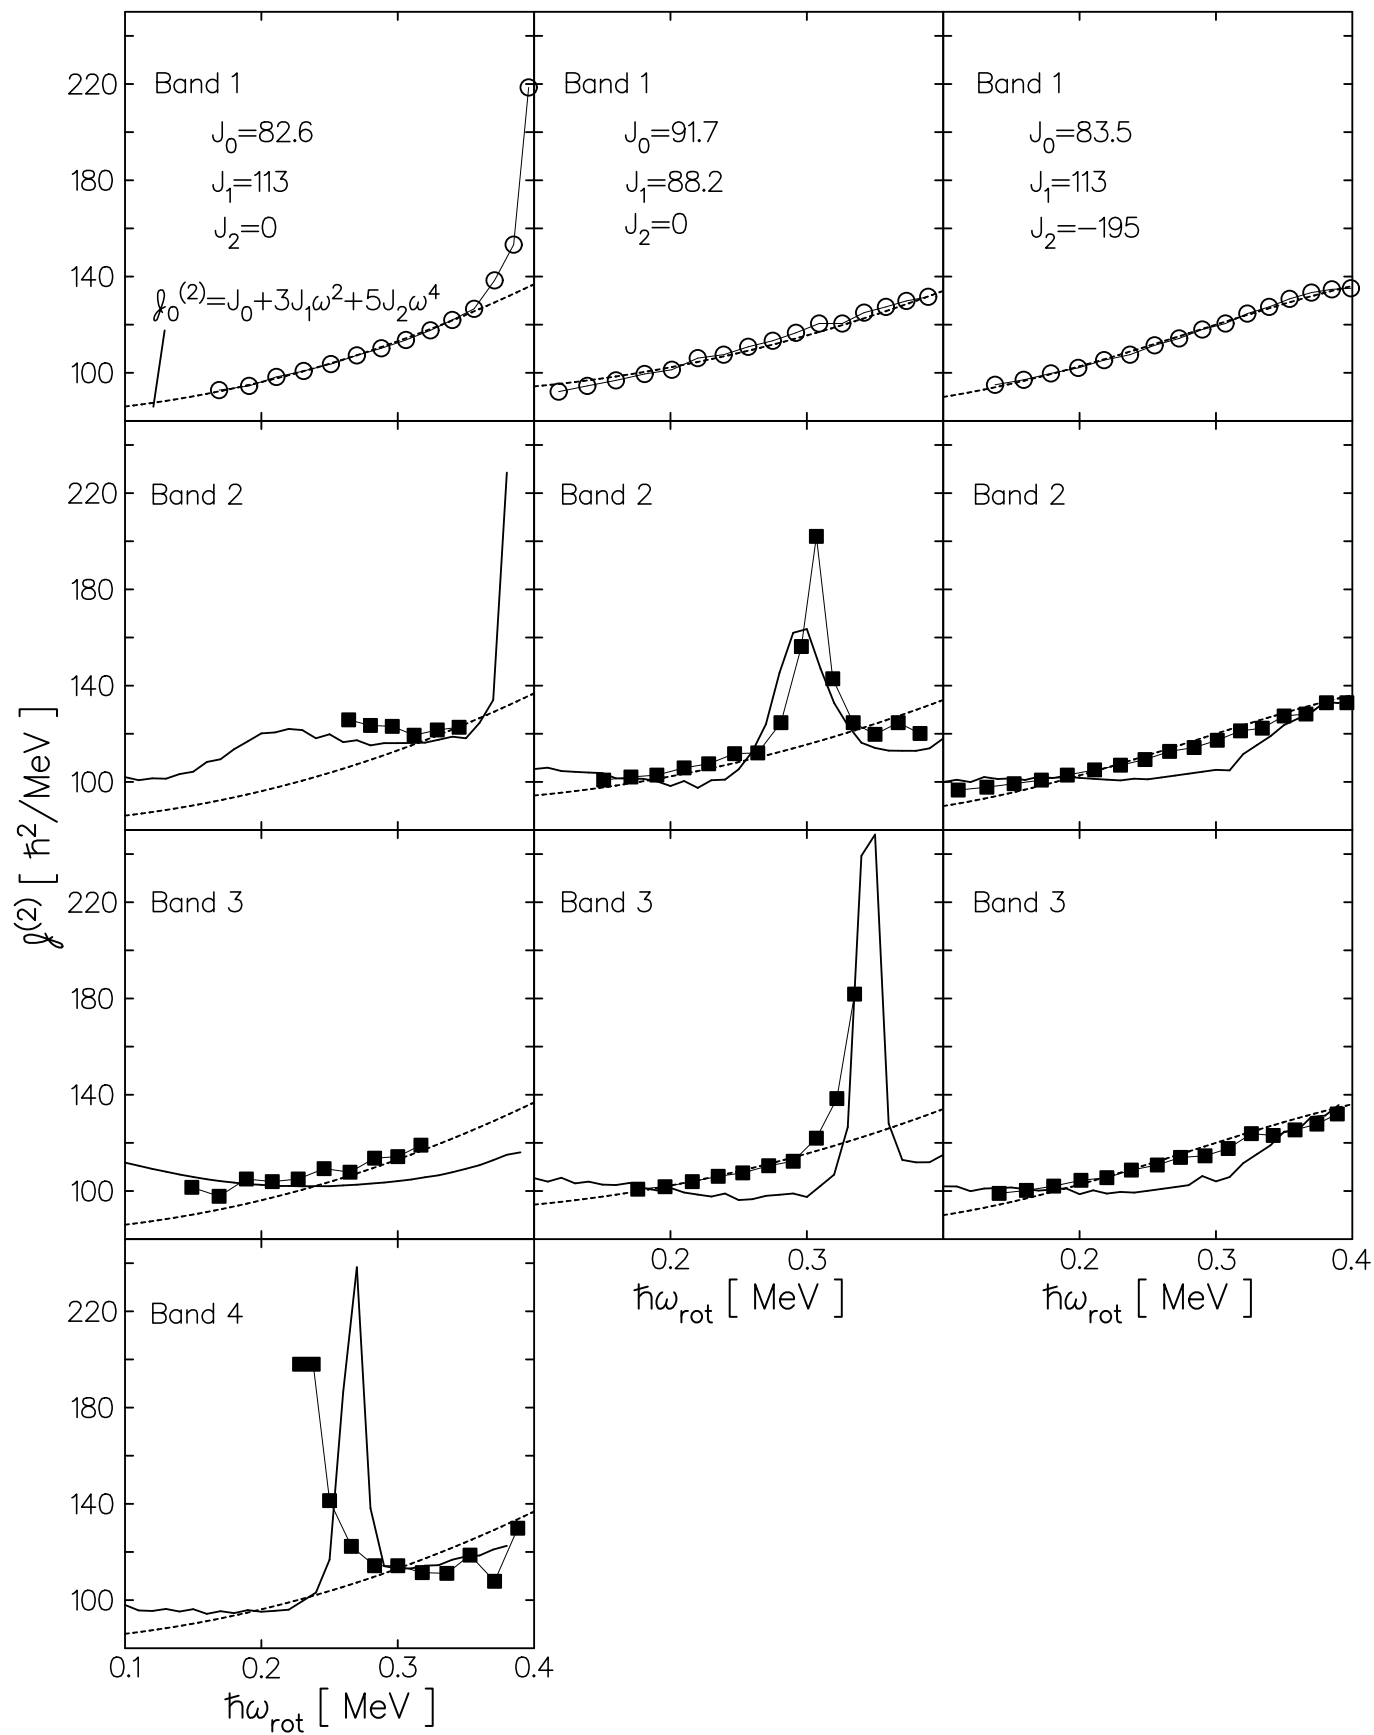 Band 1
J₀=82.6
J₁=113
J₂=0
𝒥₀⁽²⁾=J₀+3J₁ω²+5J₂ω⁴
220
180
140
100
Band 1
J₀=91.7
J₁=88.2
J₂=0
Band 1
J₀=83.5
J₁=113
J₂=−195
Band 2
220
180
140
100
Band 2
Band 2
𝒥⁽²⁾ [ ħ²/MeV ]
Band 3
220
180
140
100
Band 3
0.2 0.3
ħω_rot [ MeV ]
Band 3
0.2 0.3 0.4
ħω_rot [ MeV ]
Band 4
220
180
140
100
0.1 0.2 0.3 0.4
ħω_rot [ MeV ]